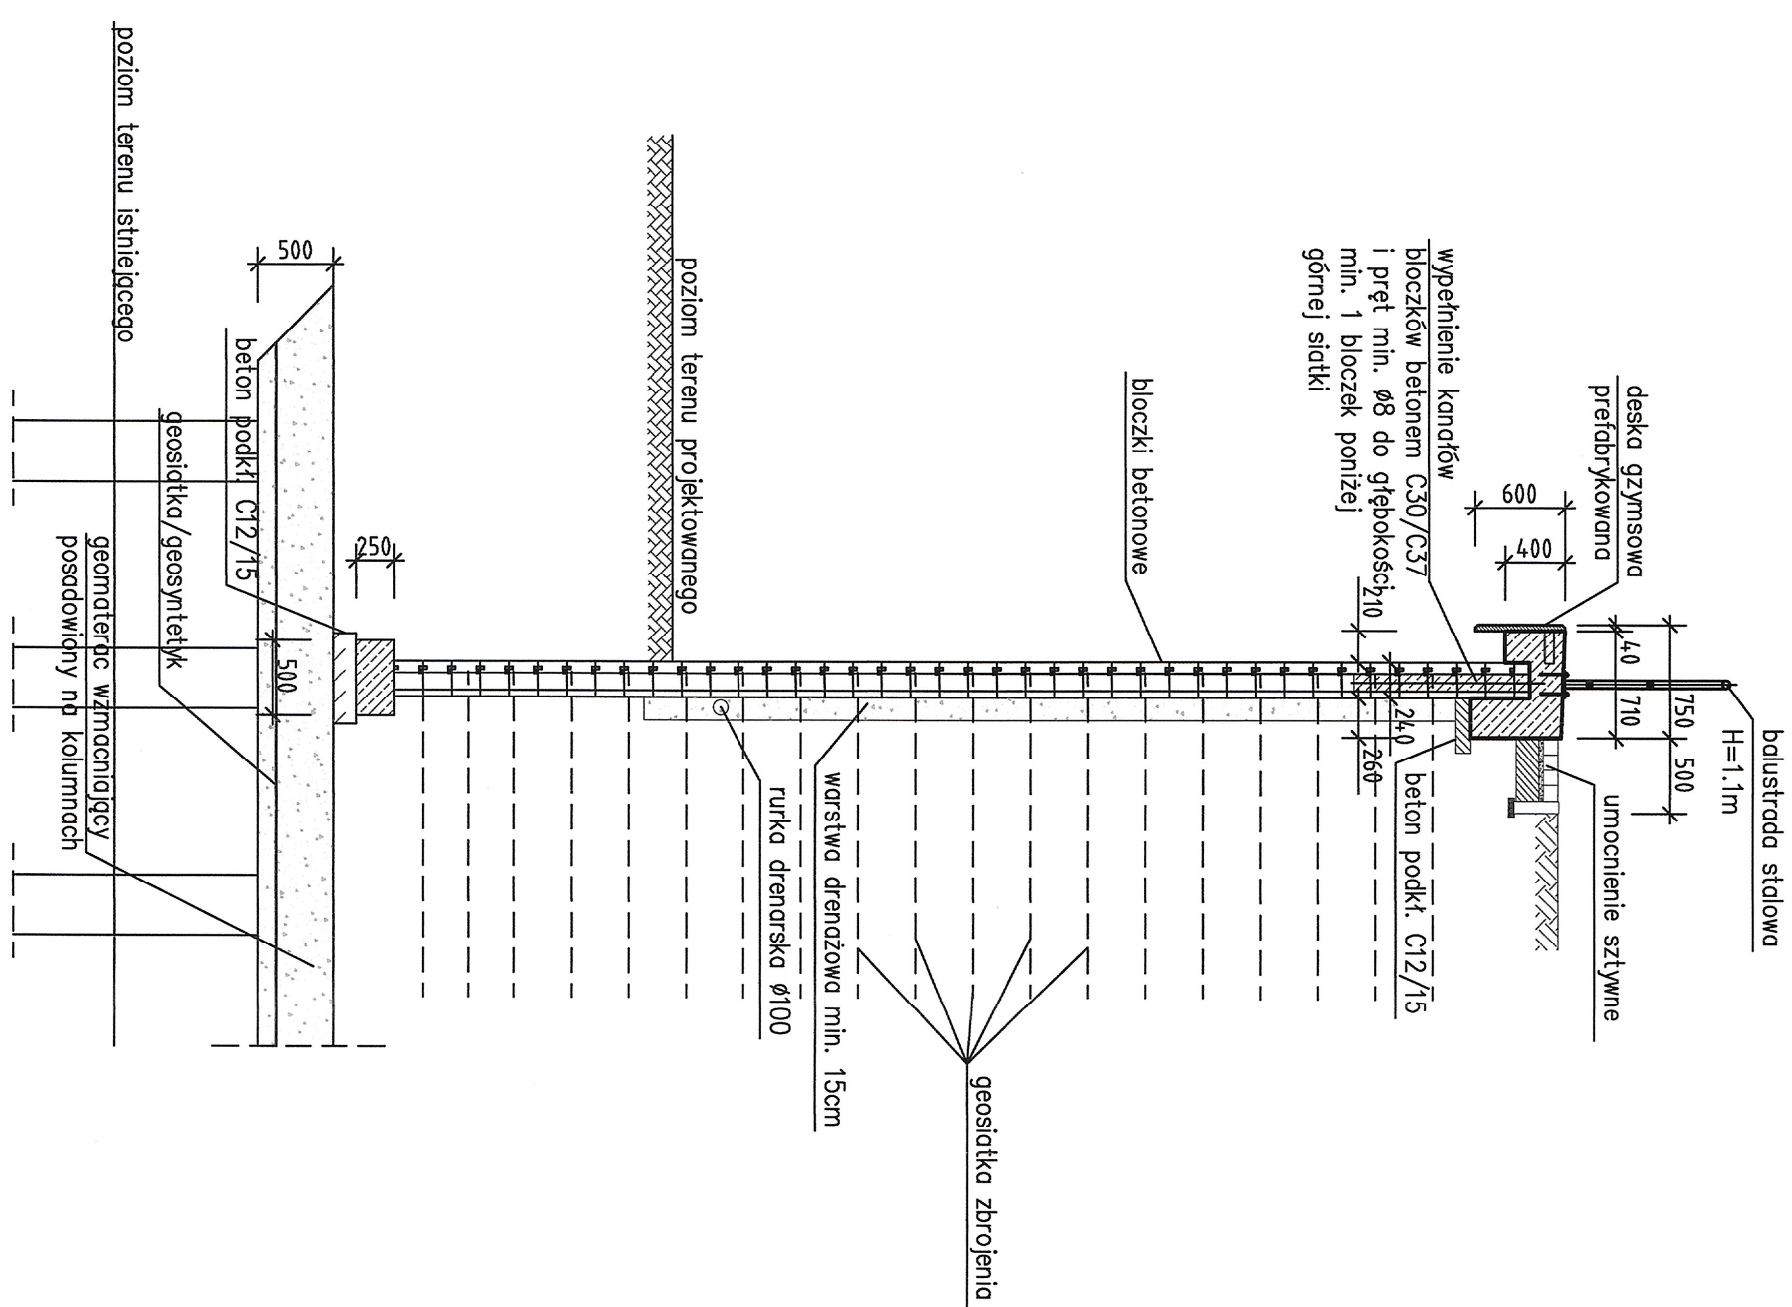 balustrada stalowa
H=1.1m
750
500
40
710
deska gzymsowa
prefabrykowana
umocnienie sztywne
600
400
wypełnienie kanałów
bloczków betonem C30/C37
i pręt min. Ø8 do głębokości
min. 1 bloczek poniżej
górnej siatki
210
240
260
beton podkł. C12/15
bloczki betonowe
geosiatka zbrojenia
warstwa drenażowa min. 15cm
rurka drenarska Ø100
poziom terenu projektowanego
250
500
500
beton podkł. C12/15
geosiatka/geosyntetyk
poziom terenu istniejącego
geomaterac wzmacniający
posadowiony na kolumnach